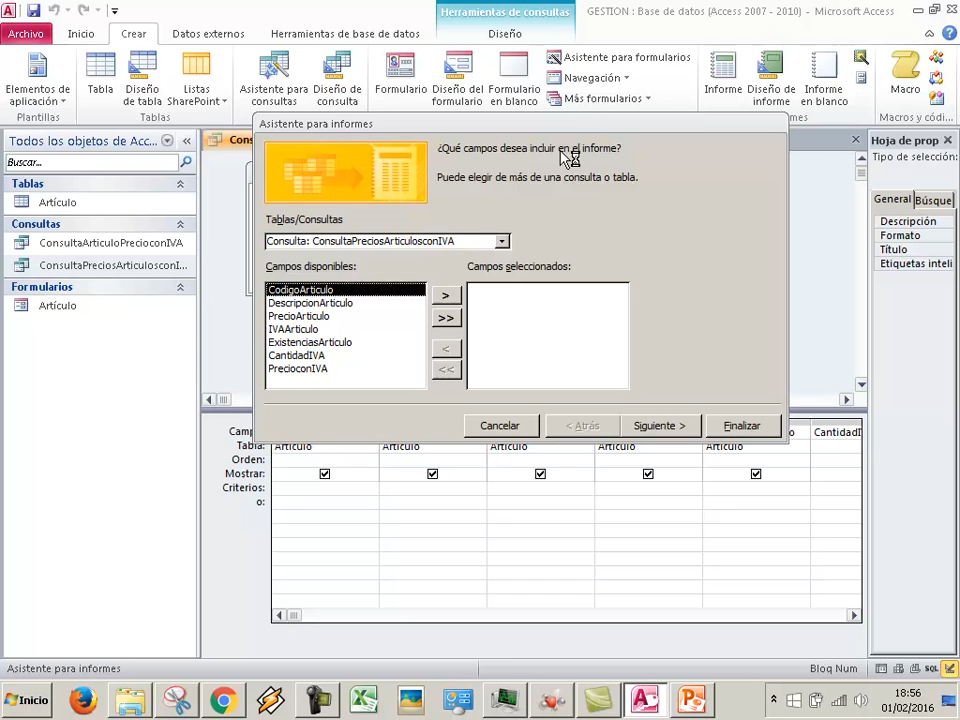 Herramientas de consultas
GESTION : Base de datos (Access 2007 - 2010) - Microsoft Access
Archivo
Inicio
Crear
Datos externos
Herramientas de base de datos
Diseño
Elementos de aplicación
Tabla
Diseño de tabla
Listas SharePoint
Asistente para consultas
Diseño de consulta
Formulario
Diseño del formulario
Formulario en blanco
Asistente para formularios
Navegación
Más formularios
Informe
Diseño de informe
Informe en blanco
Macro
Plantillas
Tablas
Macros y códi...
Todos los objetos de Acc...
Buscar...
Tablas
Artículo
Consultas
ConsultaArticuloPrecioconIVA
ConsultaPreciosArticulosconI...
Formularios
Artículo
Asistente para informes
¿Qué campos desea incluir en el informe?
Puede elegir de más de una consulta o tabla.
Tablas/Consultas
Consulta: ConsultaPreciosArticulosconIVA
Campos disponibles:
Campos seleccionados:
CodigoArticulo
DescripcionArticulo
PrecioArticulo
IVAArticulo
ExistenciasArticulo
CantidadIVA
PrecioconIVA
>
>>
<
<<
Cancelar
< Atrás
Siguiente >
Finalizar
Hoja de prop
Tipo de selección:
General
Búsque
Descripción
Formato
Título
Etiquetas inteli
CantidadI
Tabla:
Artículo
Artículo
Artículo
Artículo
Artículo
Orden:
Mostrar:
Criterios:
o:
Asistente para informes
Bloq Num
SQL
Inicio
18:56
01/02/2016